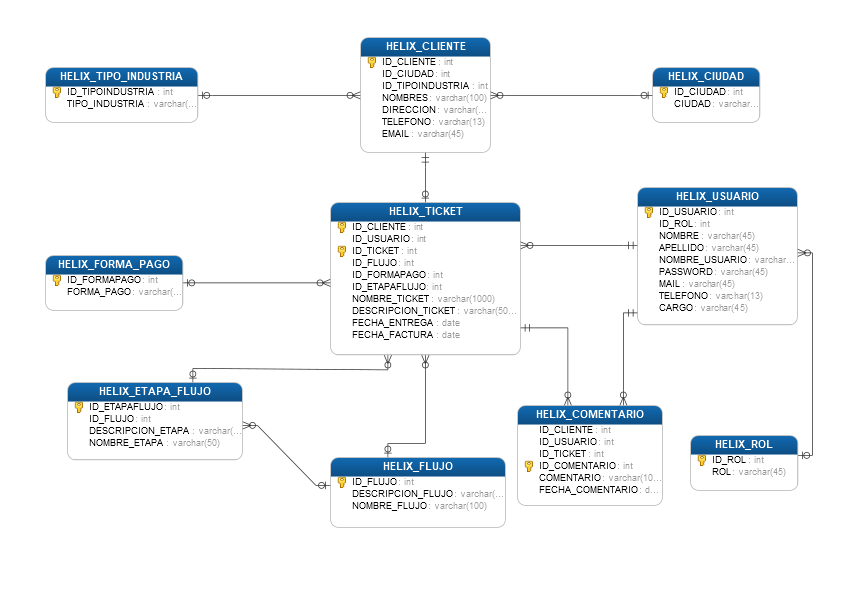 HELIX_CLIENTE
ID_CLIENTE : int
ID_CIUDAD : int
ID_TIPOINDUSTRIA : int
NOMBRES : varchar(100)
DIRECCION : varchar(...
TELEFONO : varchar(13)
EMAIL : varchar(45)
HELIX_TIPO_INDUSTRIA
ID_TIPOINDUSTRIA : int
TIPO_INDUSTRIA : varchar(...
HELIX_CIUDAD
ID_CIUDAD : int
CIUDAD : varchar...
HELIX_TICKET
ID_CLIENTE : int
ID_USUARIO : int
ID_TICKET : int
ID_FLUJO : int
ID_FORMAPAGO : int
ID_ETAPAFLUJO : int
NOMBRE_TICKET : varchar(1000)
DESCRIPCION_TICKET : varchar(50...
FECHA_ENTREGA : date
FECHA_FACTURA : date
HELIX_USUARIO
ID_USUARIO : int
ID_ROL : int
NOMBRE : varchar(45)
APELLIDO : varchar(45)
NOMBRE_USUARIO : varchar...
PASSWORD : varchar(45)
MAIL : varchar(45)
TELEFONO : varchar(13)
CARGO : varchar(45)
HELIX_FORMA_PAGO
ID_FORMAPAGO : int
FORMA_PAGO : varchar(...
HELIX_ETAPA_FLUJO
ID_ETAPAFLUJO : int
ID_FLUJO : int
DESCRIPCION_ETAPA : varchar(...
NOMBRE_ETAPA : varchar(50)
HELIX_COMENTARIO
ID_CLIENTE : int
ID_USUARIO : int
ID_TICKET : int
ID_COMENTARIO : int
COMENTARIO : varchar(10...
FECHA_COMENTARIO : d...
HELIX_ROL
ID_ROL : int
ROL : varchar(45)
HELIX_FLUJO
ID_FLUJO : int
DESCRIPCION_FLUJO : varchar(...
NOMBRE_FLUJO : varchar(100)